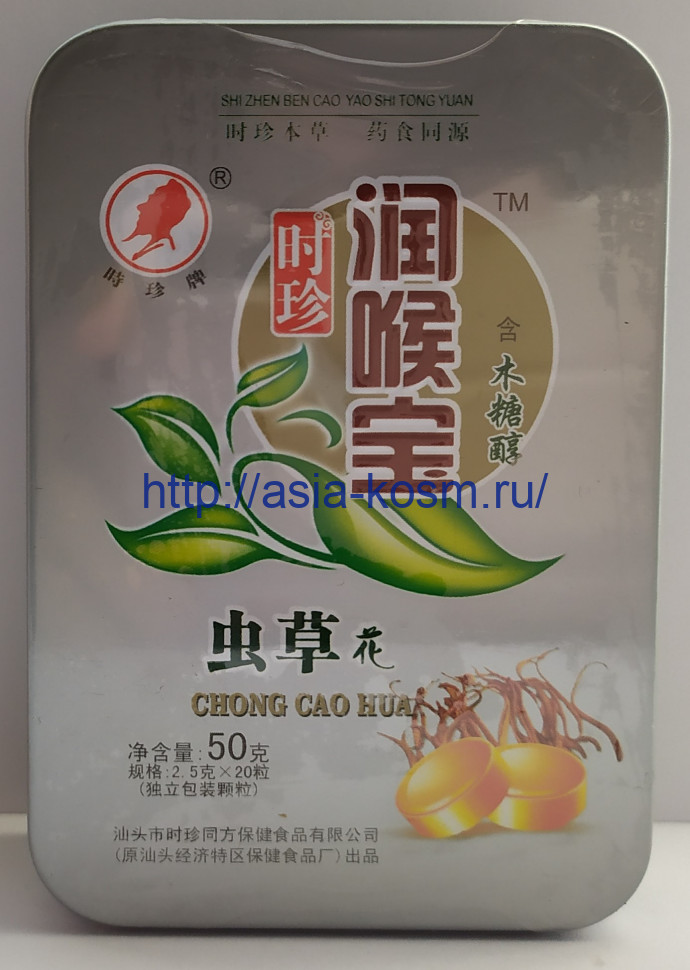 SHI ZHEN BEN CAO YAO SHI TONG YUAN
时珍本草 药食同源
®
時珍牌
时珍
润喉宝
TM
含木糖醇
http://asia-kosm.ru/
虫草花
CHONG CAO HUA
净含量:50克
规格:2.5克×20粒
(独立包装颗粒)
汕头市时珍同方保健食品有限公司
(原汕头经济特区保健食品厂)出品